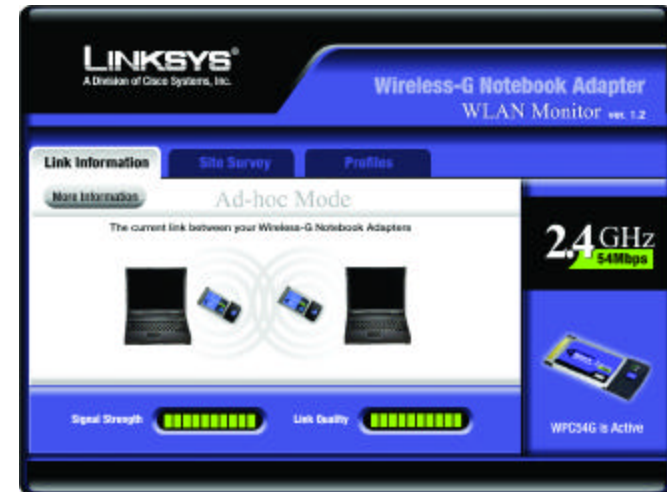 LINKSYS®
A Division of Cisco Systems, Inc.
Wireless-G Notebook Adapter
WLAN Monitor ver. 1.2
Link Information
Site Survey
Profiles
More Information
Ad-hoc Mode
The current link between your Wireless-G Notebook Adapters
2.4 GHz
54Mbps
Signal Strength
Link Quality
WPC54G is Active